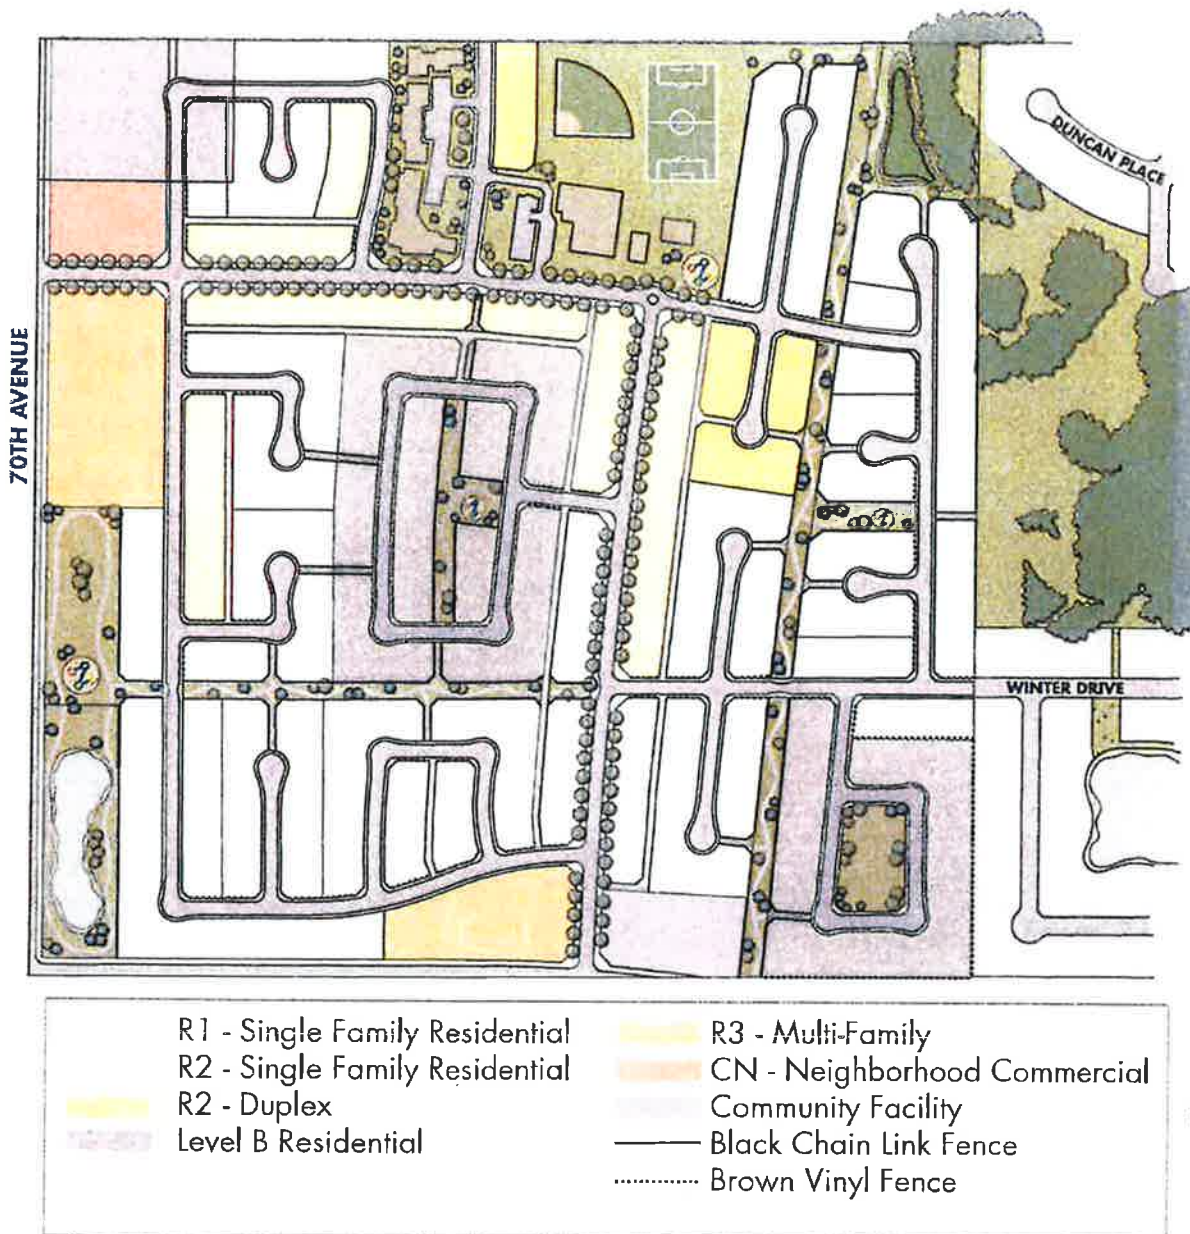 DUNCAN PLACE
70TH AVENUE
WINTER DRIVE
R1 - Single Family Residential
R2 - Single Family Residential
R2 - Duplex
Level B Residential
R3 - Multi-Family
CN - Neighborhood Commercial
Community Facility
Black Chain Link Fence
Brown Vinyl Fence